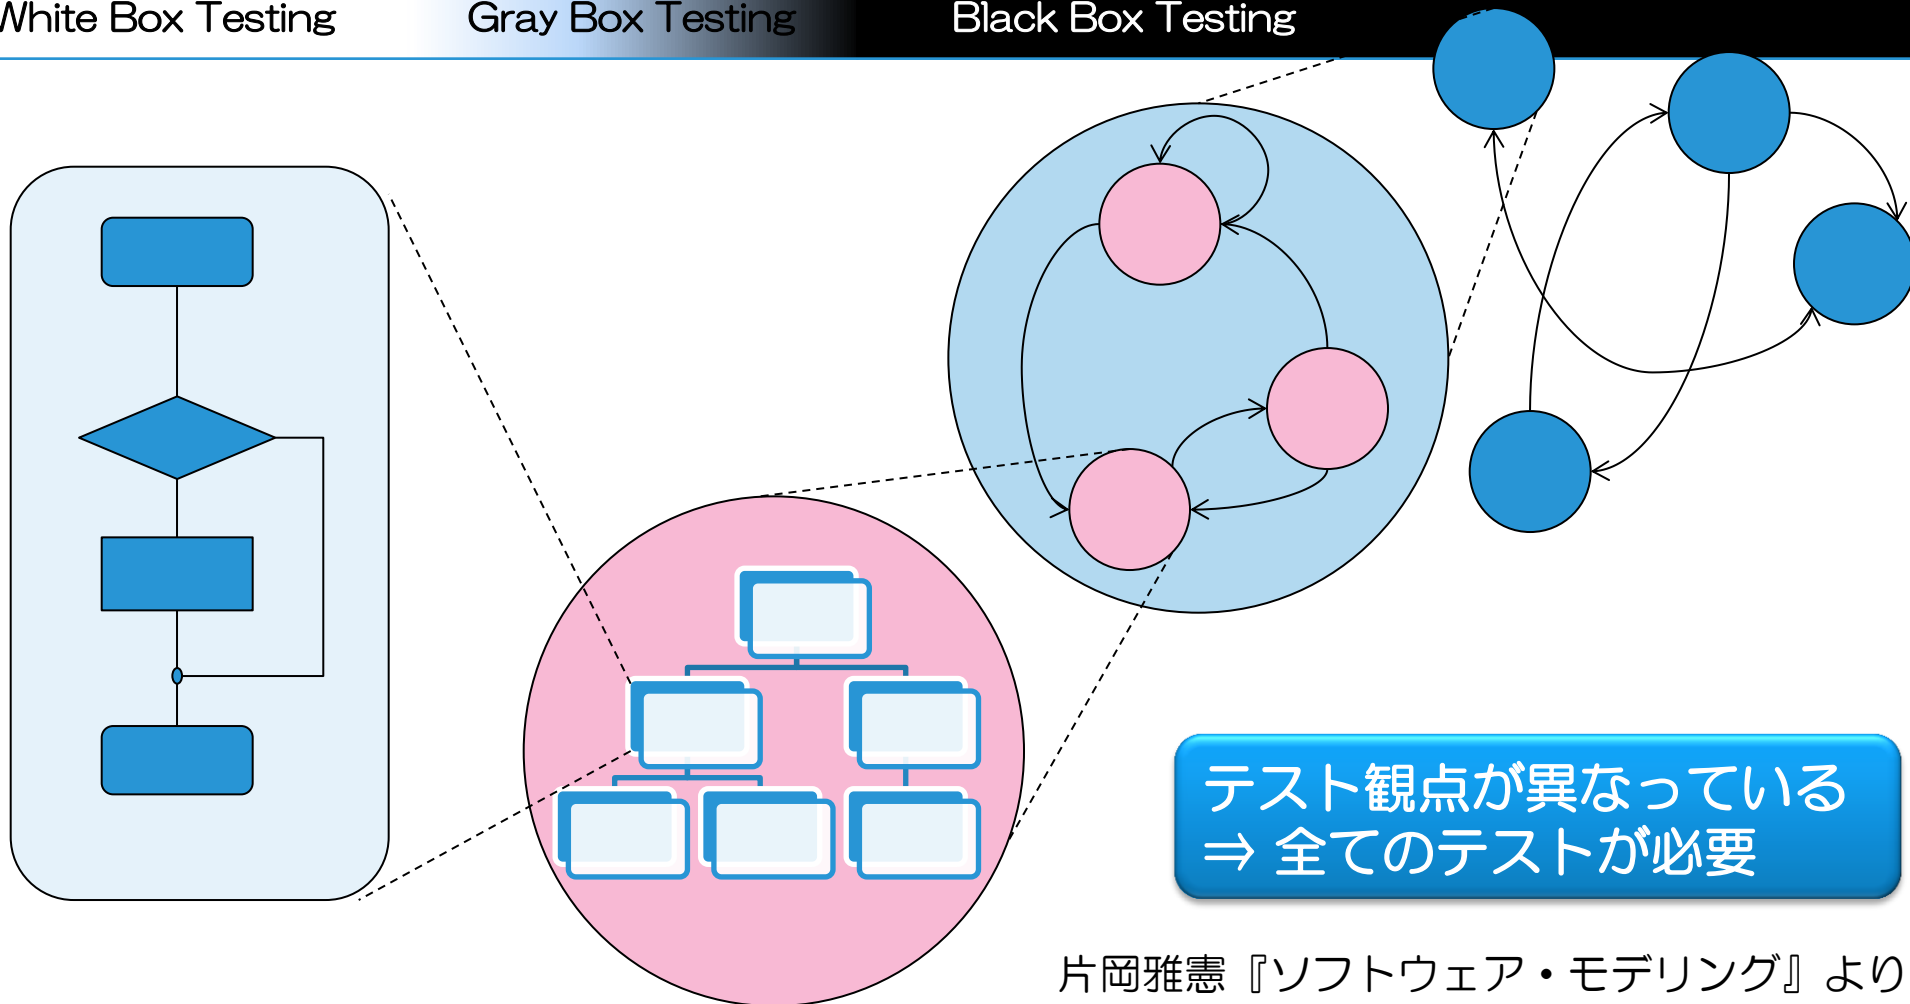 White Box Testing
Gray Box Testing
Black Box Testing
テスト観点が異なっている
⇒ 全てのテストが必要
片岡雅憲『ソフトウェア・モデリング』より